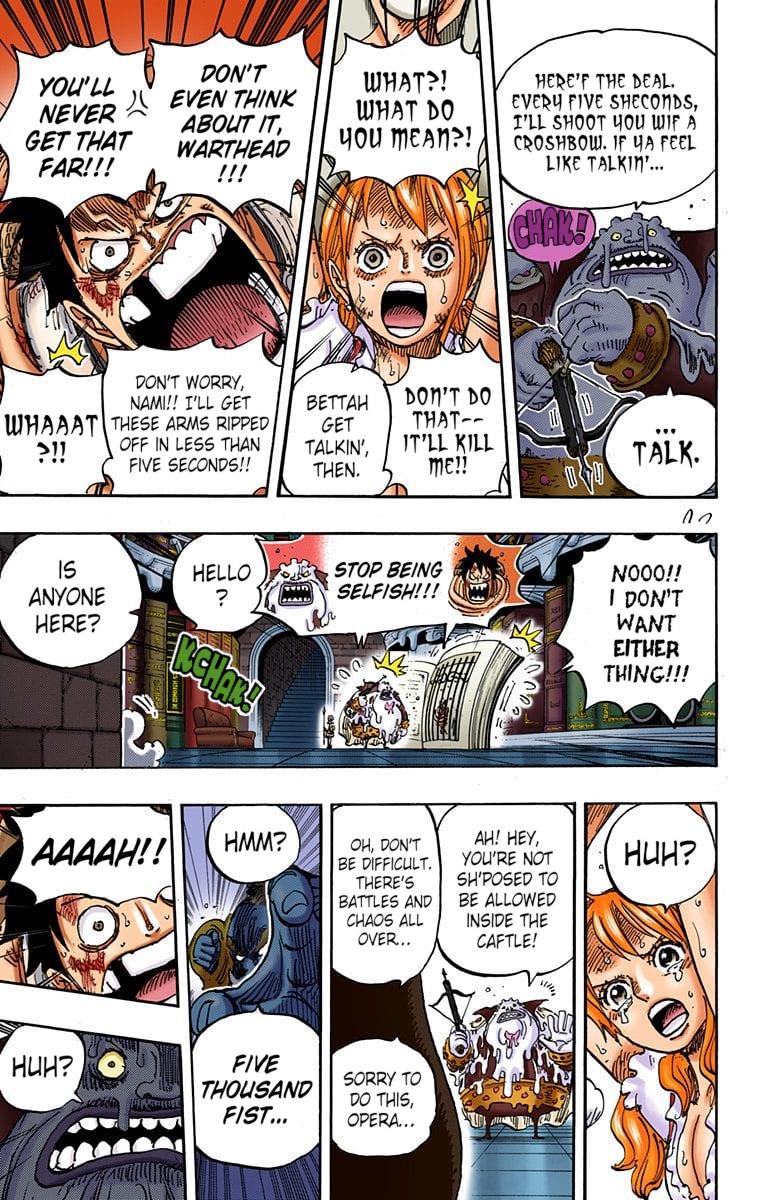 HERE'F THE DEAL.
EVERY FIVE SHECONDS,
I'LL SHOOT YOU WIF A
CROSHBOW. IF YA FEEL
LIKE TALKIN'...
CHAK!
...
TALK.
WHAT?!
WHAT DO
YOU MEAN?!
DON'T DO
THAT--
IT'LL KILL
ME!!
BETTAH
GET
TALKIN',
THEN.
DON'T
EVEN THINK
ABOUT IT,
WARTHEAD
!!!
YOU'LL
NEVER
GET THAT
FAR!!!
DON'T WORRY,
NAMI!! I'LL GET
THESE ARMS RIPPED
OFF IN LESS THAN
FIVE SECONDS!!
WHAAAT
?!!
NOOO!!
I DON'T
WANT
EITHER
THING!!!
STOP BEING
SELFISH!!!
KCHAK!
HELLO
?
IS
ANYONE
HERE?
HUH?
AH! HEY,
YOU'RE NOT
SH'POSED TO
BE ALLOWED
INSIDE THE
CAFTLE!
OH, DON'T
BE DIFFICULT.
THERE'S
BATTLES AND
CHAOS ALL
OVER...
SORRY TO
DO THIS,
OPERA...
HMM?
FIVE
THOUSAND
FIST...
AAAAH!!
HUH?